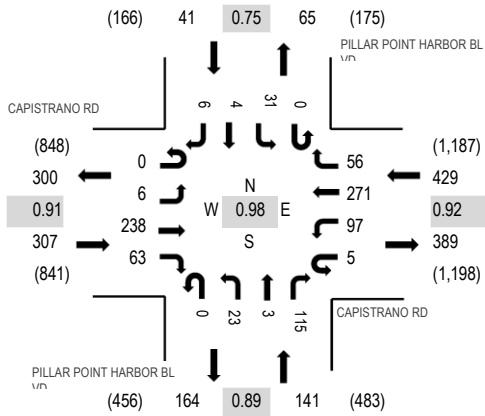 (166) 41 0.75 65 (175)
PILLAR POINT HARBOR BL
VD
CAPISTRANO RD
6 4 31 0
(848)
300
0.91
307
(841)
0
6
238
63
N
W 0.98 E
S
56
271
97
5
(1,187)
429
0.92
389
(1,198)
0 23 3 115
CAPISTRANO RD
PILLAR POINT HARBOR BL
VD
(456) 164 0.89 141 (483)